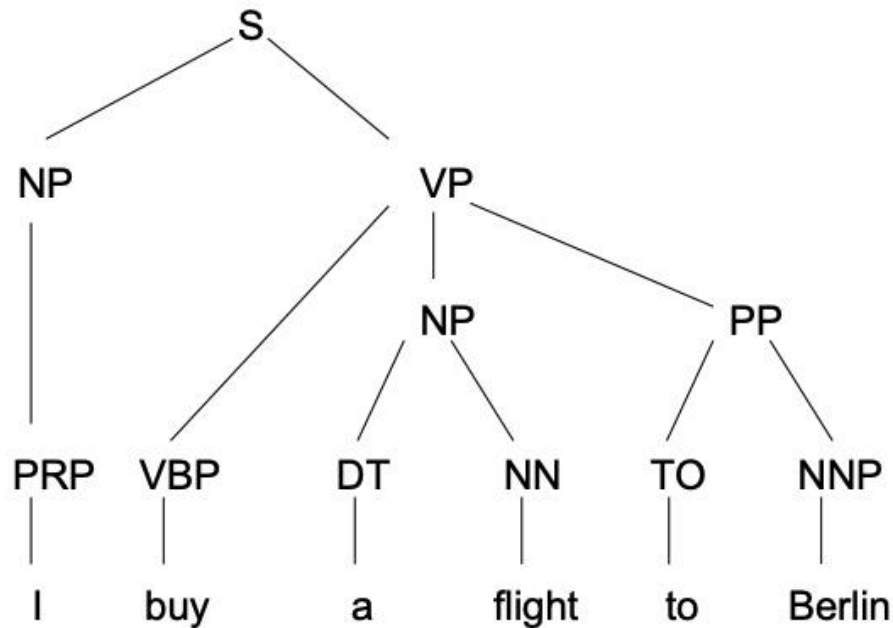 S
NP VP
NP PP
PRP VBP DT NN TO NNP
I buy a flight to Berlin